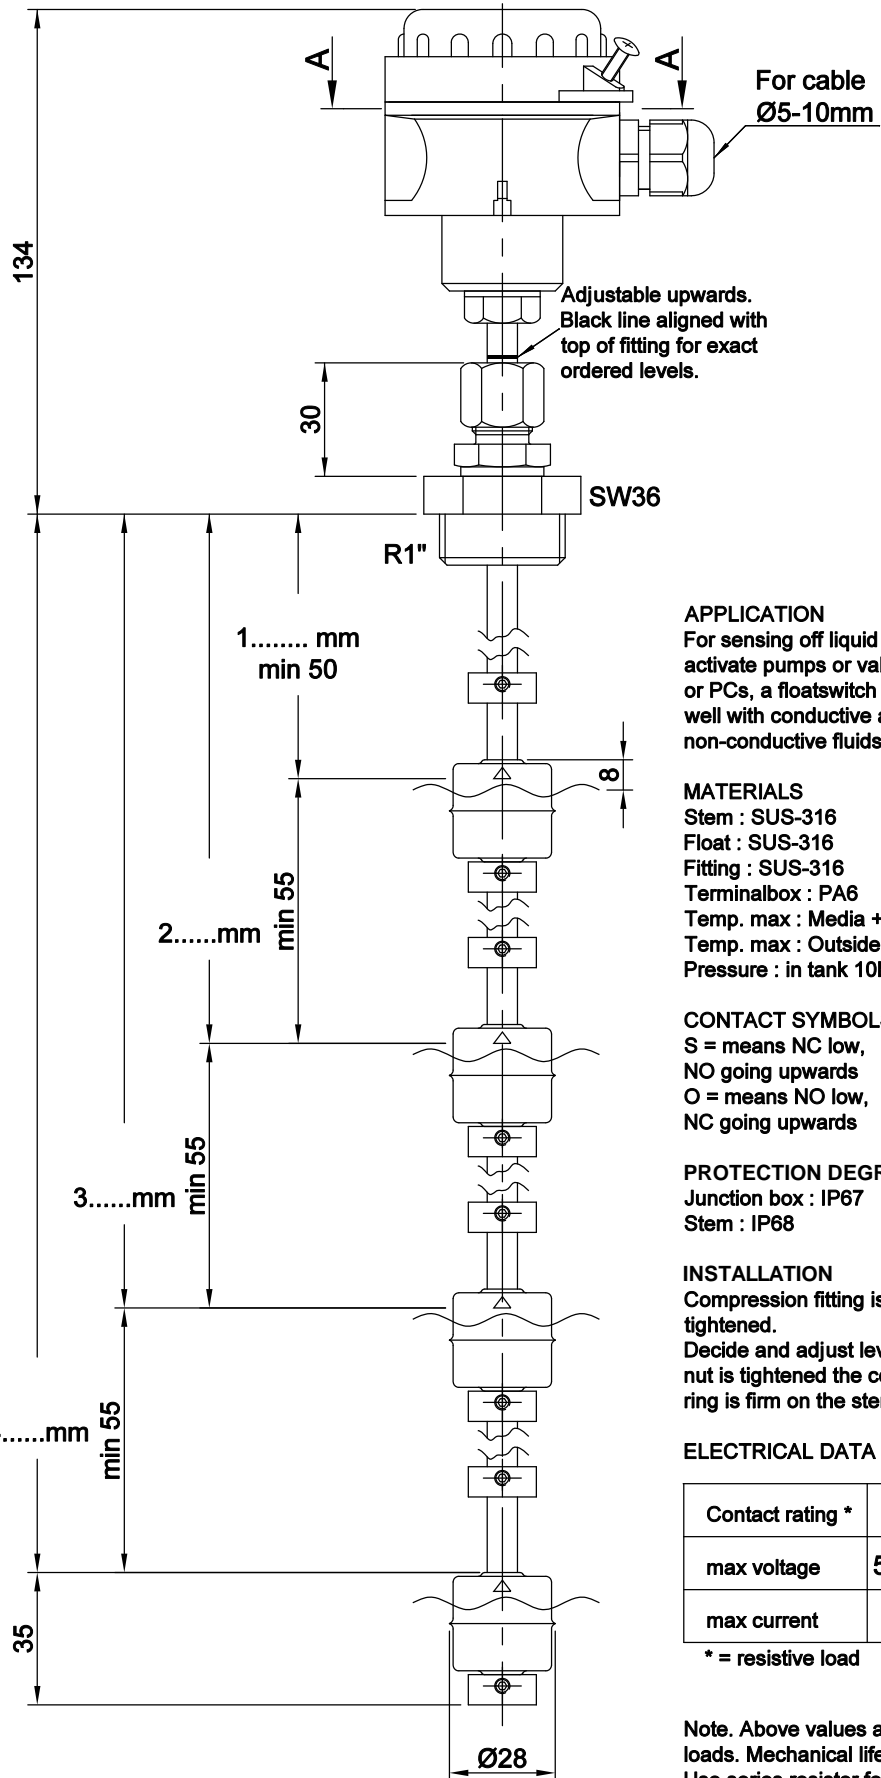 A
A
For cable
Ø5-10mm
134
Adjustable upwards.
Black line aligned with
top of fitting for exact
ordered levels.
30
SW36
R1"
1........ mm
min 50
8
min 55
2......mm
3......mm
min 55
......mm
min 55
35
Ø28
APPLICATION
For sensing off liquid
activate pumps or val
or PCs, a floatswitch
well with conductive a
non-conductive fluids
MATERIALS
Stem : SUS-316
Float : SUS-316
Fitting : SUS-316
Terminalbox : PA6
Temp. max : Media +
Temp. max : Outside
Pressure : in tank 10
CONTACT SYMBOL
S = means NC low,
NO going upwards
O = means NO low,
NC going upwards
PROTECTION DEGR
Junction box : IP67
Stem : IP68
INSTALLATION
Compression fitting is
tightened.
Decide and adjust lev
nut is tightened the co
ring is firm on the ste
ELECTRICAL DATA
Contact rating *
max voltage 5
max current
* = resistive load
Note. Above values a
loads. Mechanical life